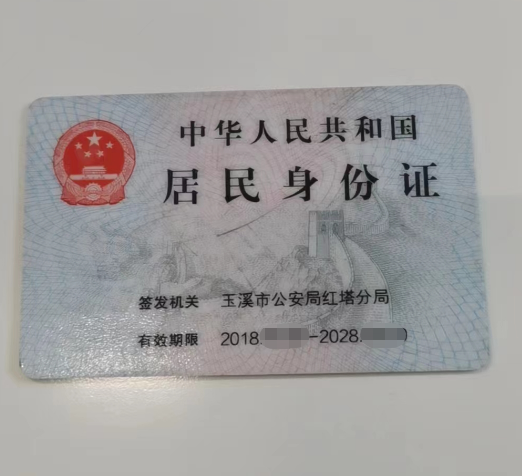 中华人民共和国
居民身份证
签发机关 玉溪市公安局红塔分局
有效期限 2018.-2028.